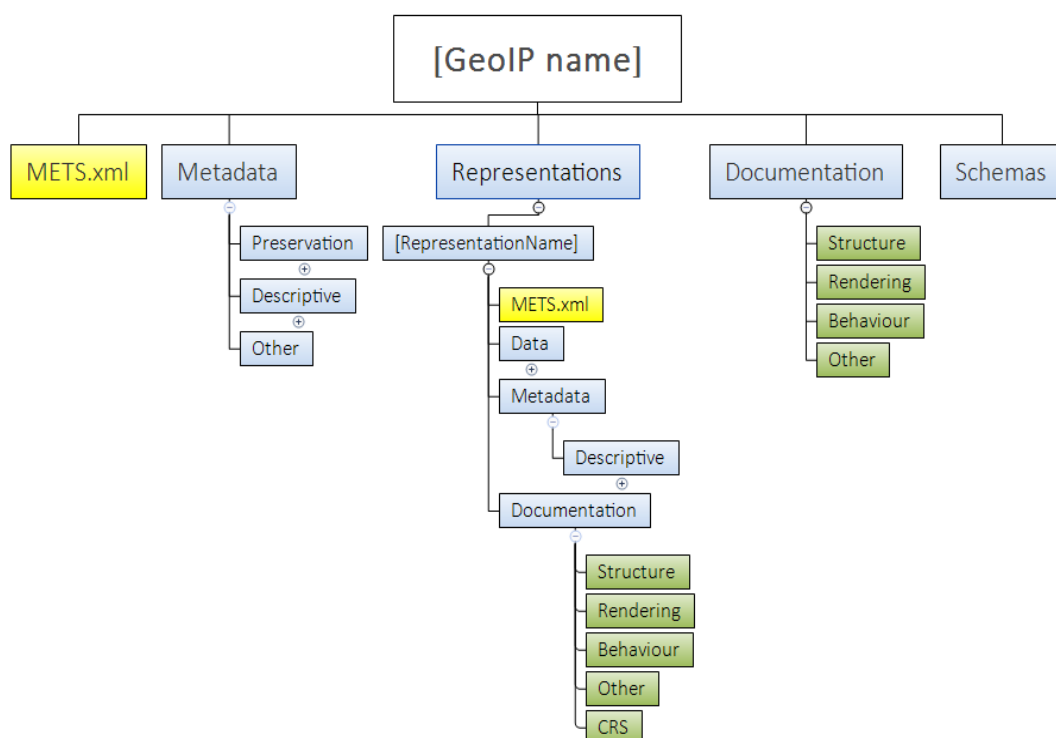 [GeoIP name]
METS.xml
Metadata
Representations
Documentation
Schemas
Preservation
Descriptive
Other
[RepresentationName]
METS.xml
Data
Metadata
Descriptive
Documentation
Structure
Rendering
Behaviour
Other
CRS
Structure
Rendering
Behaviour
Other